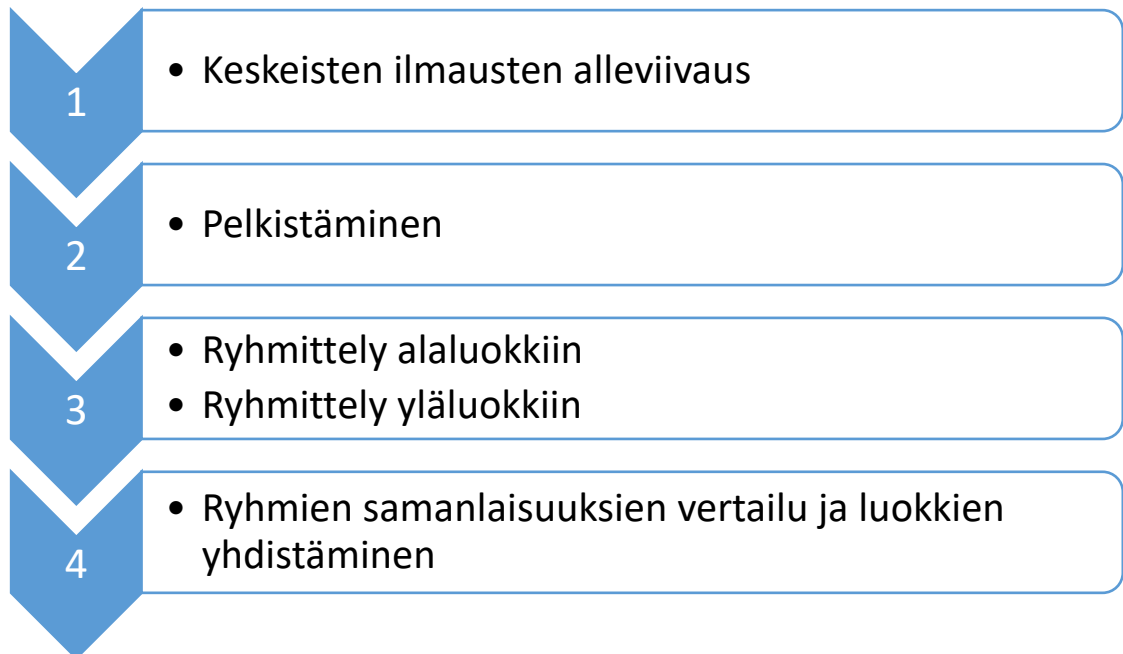 1
• Keskeisten ilmausten alleviivaus
2
• Pelkistäminen
3
• Ryhmittely alaluokkiin
• Ryhmittely yläluokkiin
4
• Ryhmien samanlaisuuksien vertailu ja luokkien
yhdistäminen